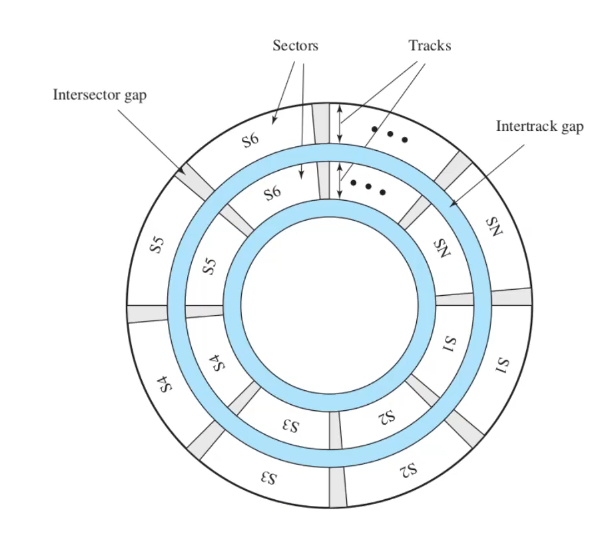 Sectors
Tracks
Intersector gap
Intertrack gap
S6
• • •
SN
S6
• • •
SN
S5
S5
S4
S4
S1
S1
S3
S2
S3
S2